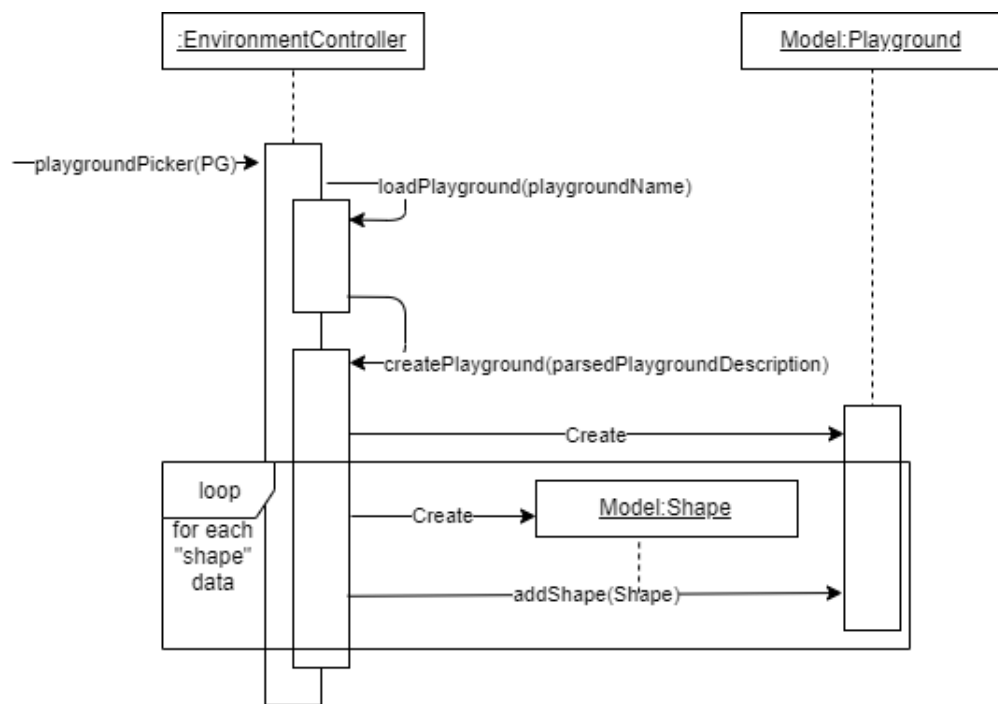 :EnvironmentController
Model:Playground
playgroundPicker(PG)
loadPlayground(playgroundName)
createPlayground(parsedPlaygroundDescription)
Create
loop
for each
"shape"
data
Create
Model:Shape
addShape(Shape)